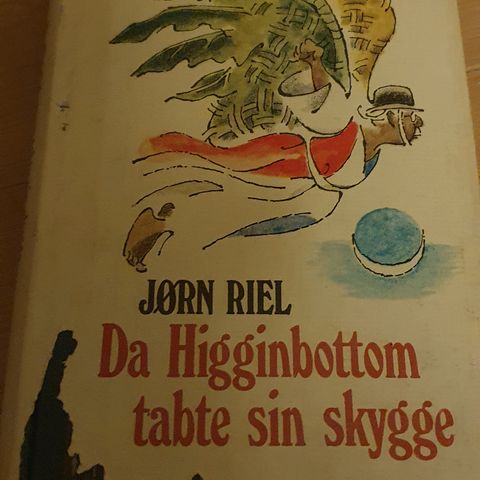 JØRN RIEL
Da Higginbottom
tabte sin skygge